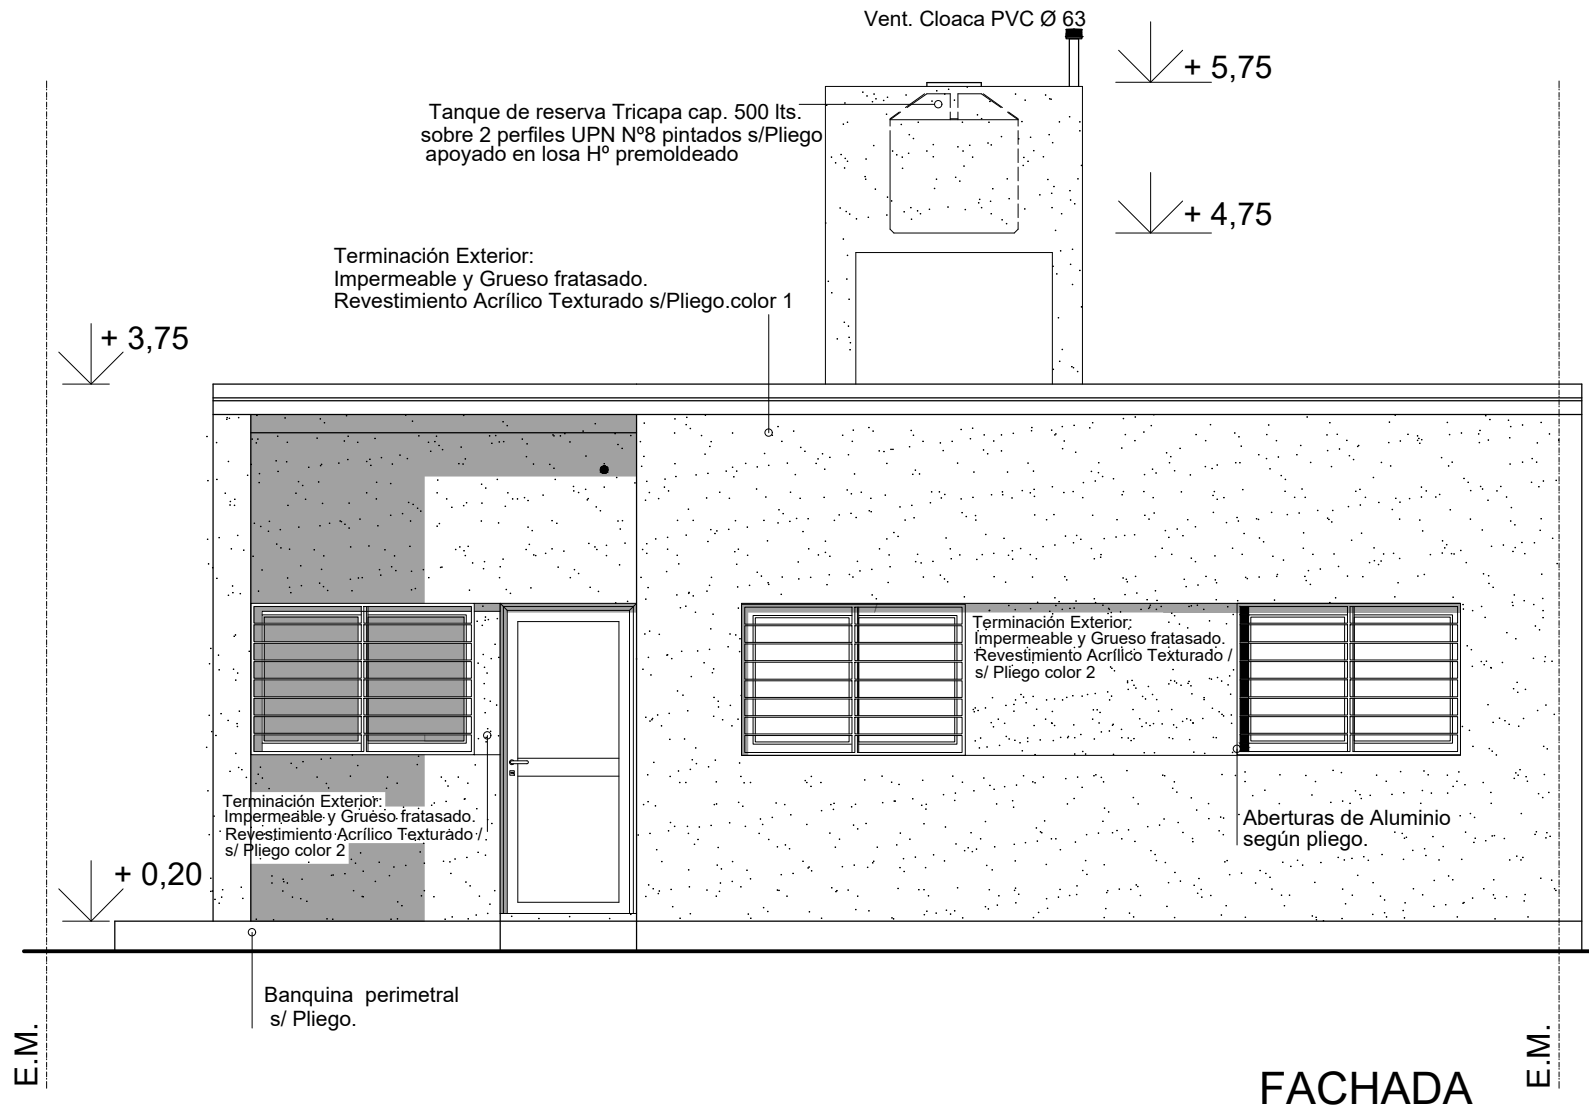 Vent. Cloaca PVC Ø 63
+ 5,75
Tanque de reserva Tricapa cap. 500 lts.
sobre 2 perfiles UPN Nº8 pintados s/Pliego
apoyado en losa Hº premoldeado
+ 4,75
Terminación Exterior:
Impermeable y Grueso fratasado.
Revestimiento Acrílico Texturado s/Pliego.color 1
+ 3,75
Terminación Exterior:
Impermeable y Grueso fratasado.
Revestimiento Acrílico Texturado /
s/ Pliego color 2
Terminación Exterior:
Impermeable y Grueso fratasado.
Revestimiento Acrílico Texturado /
s/ Pliego color 2
Aberturas de Aluminio
según pliego.
+ 0,20
Banquina perimetral
s/ Pliego.
E.M.
E.M.
FACHADA